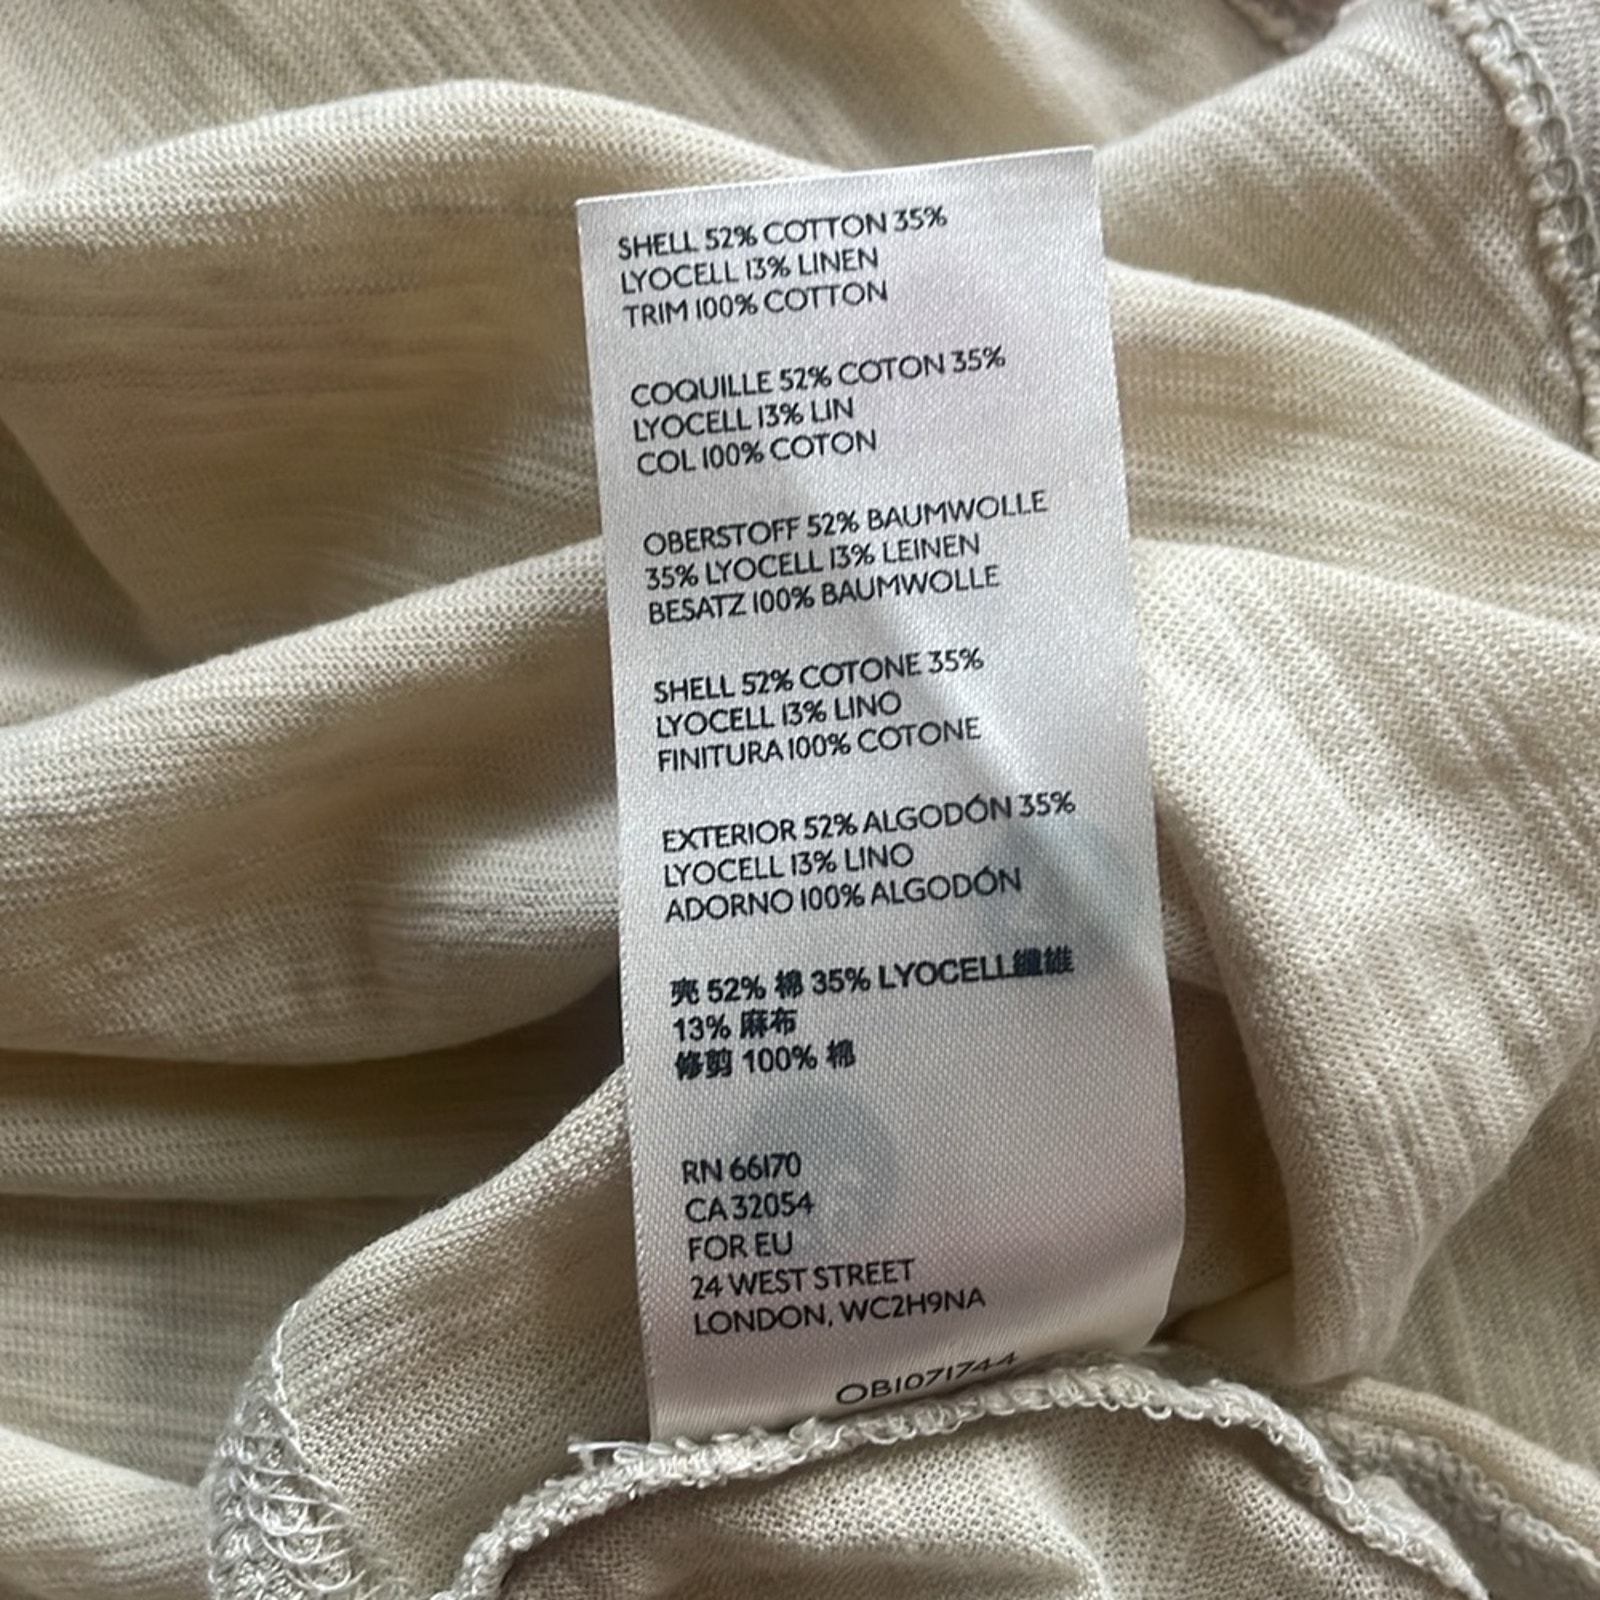 SHELL 52% COTTON 35%
LYOCELL 13% LINEN
TRIM 100% COTTON
COQUILLE 52% COTON 35%
LYOCELL 13% LIN
COL 100% COTON
OBERSTOFF 52% BAUMWOLLE
35% LYOCELL 13% LEINEN
BESATZ 100% BAUMWOLLE
SHELL 52% COTONE 35%
LYOCELL 13% LINO
FINITURA 100% COTONE
EXTERIOR 52% ALGODÓN 35%
LYOCELL 13% LINO
ADORNO 100% ALGODÓN
壳 52% 棉 35% LYOCELL纖維
13% 麻布
修剪 100% 棉
RN 66170
CA 32054
FOR EU
24 WEST STREET
LONDON, WC2H9NA
OB1071744